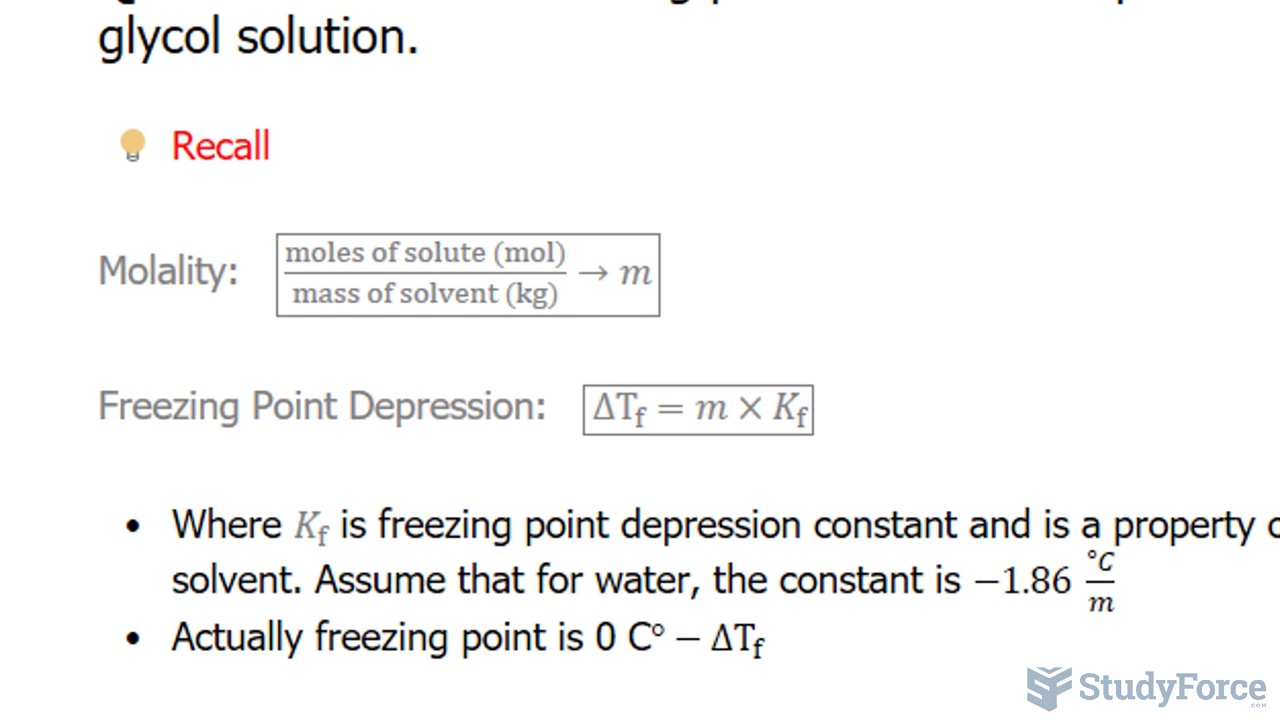 glycol solution.
Recall
Molality: moles of solute (mol) / mass of solvent (kg) → m
Freezing Point Depression: ΔTf = m × Kf
• Where Kf is freezing point depression constant and is a property
solvent. Assume that for water, the constant is −1.86 °C/m
• Actually freezing point is 0 C° − ΔTf
StudyForce
.COM